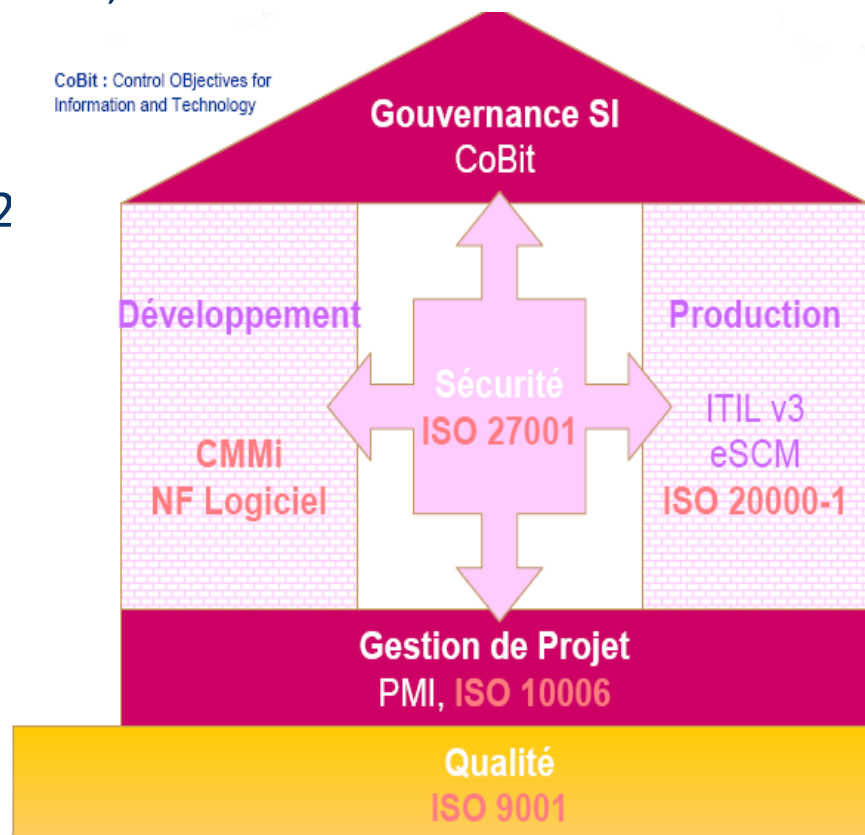 CoBit : Control OBjectives for
Information and Technology
Gouvernance SI
CoBit
2
Développement
Production
Sécurité
ISO 27001
ITIL v3
eSCM
ISO 20000-1
CMMi
NF Logiciel
Gestion de Projet
PMI, ISO 10006
Qualité
ISO 9001